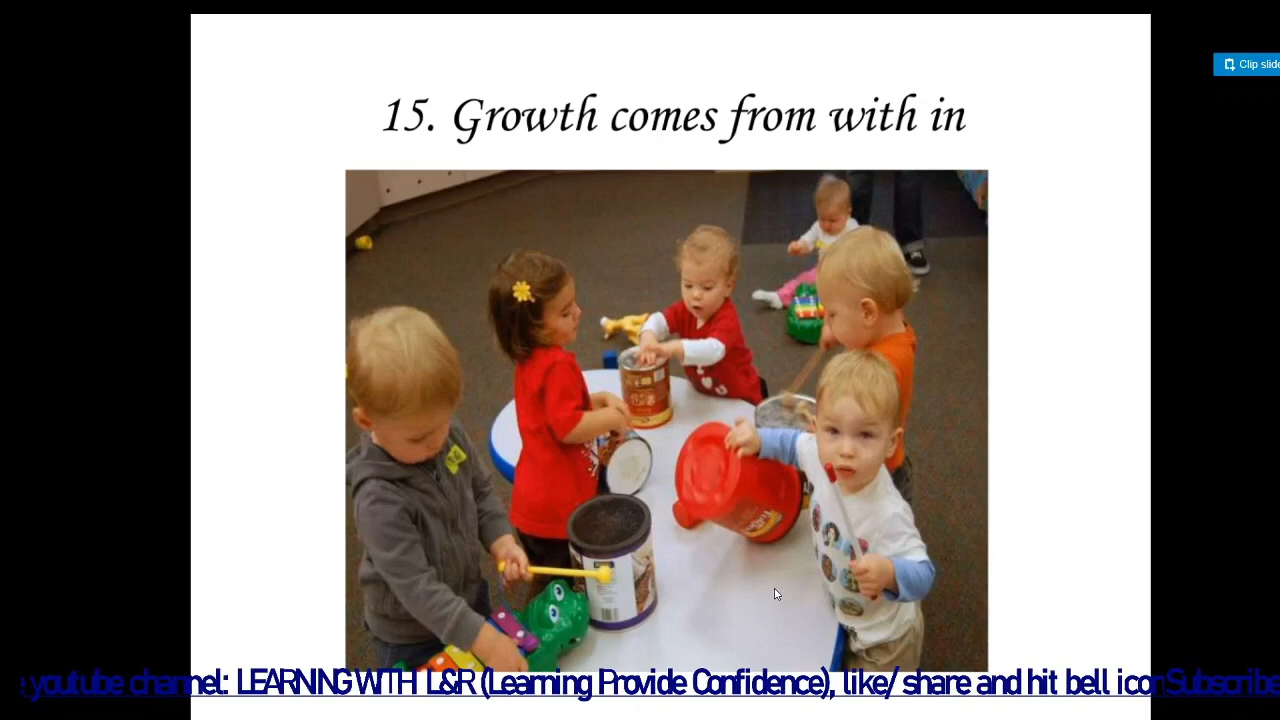 Clip slide
15. Growth comes from with in
youtube channel: LEARNING WITH L&R (Learning Provide Confidence), like/ share and hit bell icon Subscribe